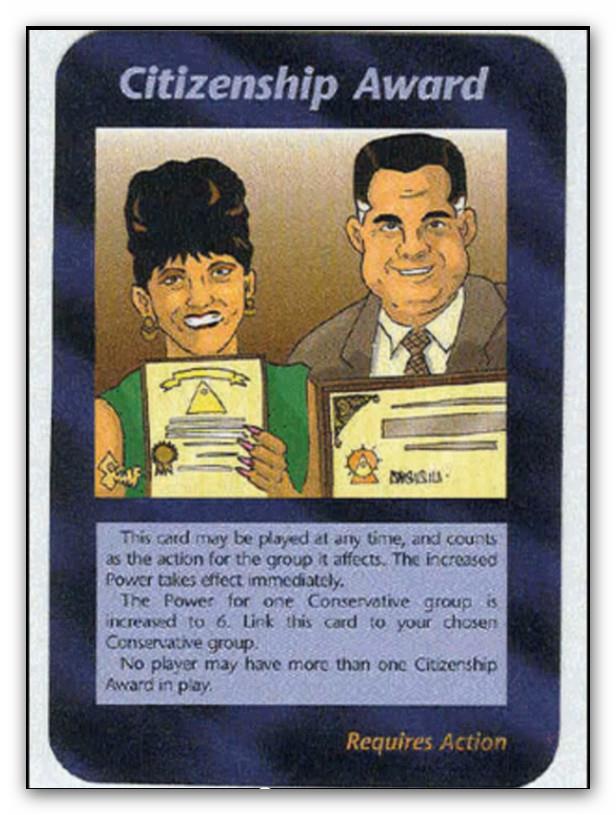 Citizenship Award
This card may be played at any time, and counts
as the action for the group it affects. The increased
Power takes effect immediately.
The Power for one Conservative group is
increased to 6. Link this card to your chosen
Conservative group.
No player may have more than one Citizenship
Award in play.
Requires Action